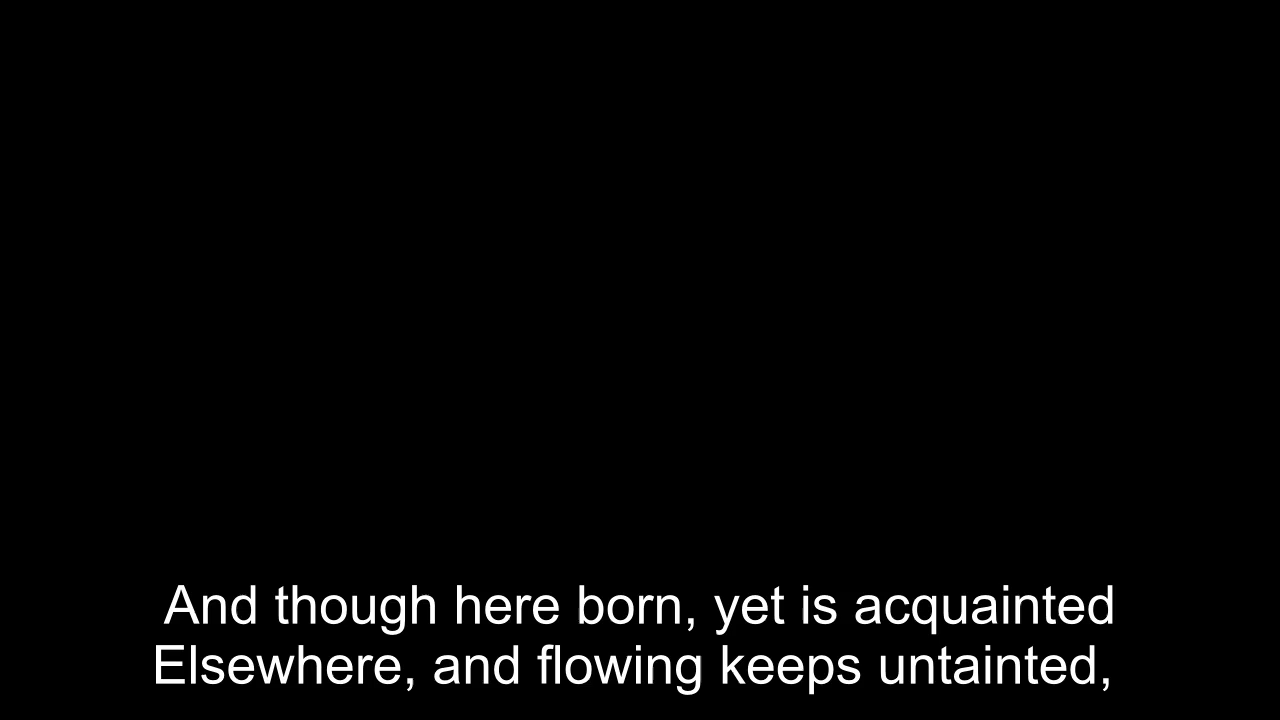 And though here born, yet is acquainted
Elsewhere, and flowing keeps untainted,